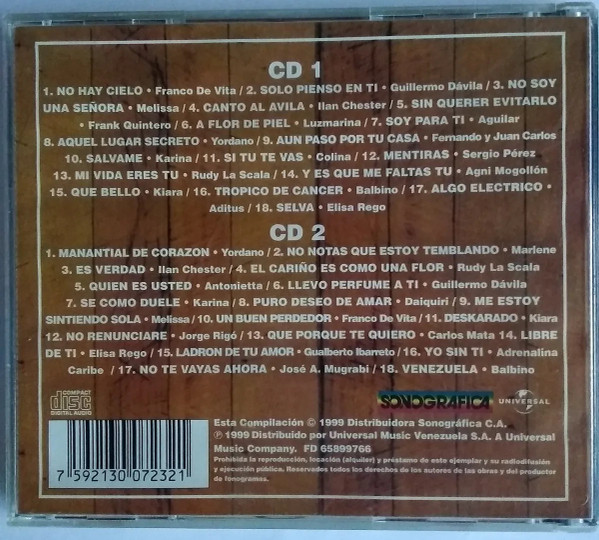 CD 1
1. NO HAY CIELO • Franco De Vita / 2. SOLO PIENSO EN TI • Guillermo Dávila / 3. NO SOY
UNA SEÑORA • Melissa / 4. CANTO AL AVILA • Ilan Chester / 5. SIN QUERER EVITARLO
• Frank Quintero / 6. A FLOR DE PIEL • Luzmarina / 7. SOY PARA TI • Aguilar
8. AQUEL LUGAR SECRETO • Yordano / 9. AUN PASO POR TU CASA • Fernando y Juan Carlos
10. SALVAME • Karina / 11. SI TU TE VAS • Colina / 12. MENTIRAS • Sergio Pérez
13. MI VIDA ERES TU • Rudy La Scala / 14. Y ES QUE ME FALTAS TU • Agni Mogollón
15. QUE BELLO • Kiara / 16. TROPICO DE CANCER • Balbino / 17. ALGO ELECTRICO •
Aditus / 18. SELVA • Elisa Rego
CD 2
1. MANANTIAL DE CORAZON • Yordano / 2. NO NOTAS QUE ESTOY TEMBLANDO • Marlene
3. ES VERDAD • Ilan Chester / 4. EL CARIÑO ES COMO UNA FLOR • Rudy La Scala
5. QUIEN ES USTED • Antonietta / 6. LLEVO PERFUME A TI • Guillermo Dávila
7. SE COMO DUELE • Karina / 8. PURO DESEO DE AMAR • Daiquiri / 9. ME ESTOY
SINTIENDO SOLA • Melissa / 10. UN BUEN PERDEDOR • Franco De Vita / 11. DESKARADO • Kiara
12. NO RENUNCIARE • Jorge Rigó / 13. QUE PORQUE TE QUIERO • Carlos Mata 14. LIBRE
DE TI • Elisa Rego / 15. LADRON DE TU AMOR • Gualberto Ibarreto / 16. YO SIN TI • Adrenalina
Caribe / 17. NO TE VAYAS AHORA • José A. Mugrabi / 18. VENEZUELA • Balbino
COMPACT
disc
DIGITAL AUDIO
SONOGRAFICA
UNIVERSAL
Esta Compilación © 1999 Distribuidora Sonográfica C.A.
℗ 1999 Distribuido por Universal Music Venezuela S.A. A Universal
Music Company. FD 65899766
Prohibida la reproducción, locación (alquiler) y préstamo de este ejemplar y su radiodifusión
y ejecución pública. Reservados todos los derechos de los autores de las obras y del productor
de fonogramas.
7 592130 072321